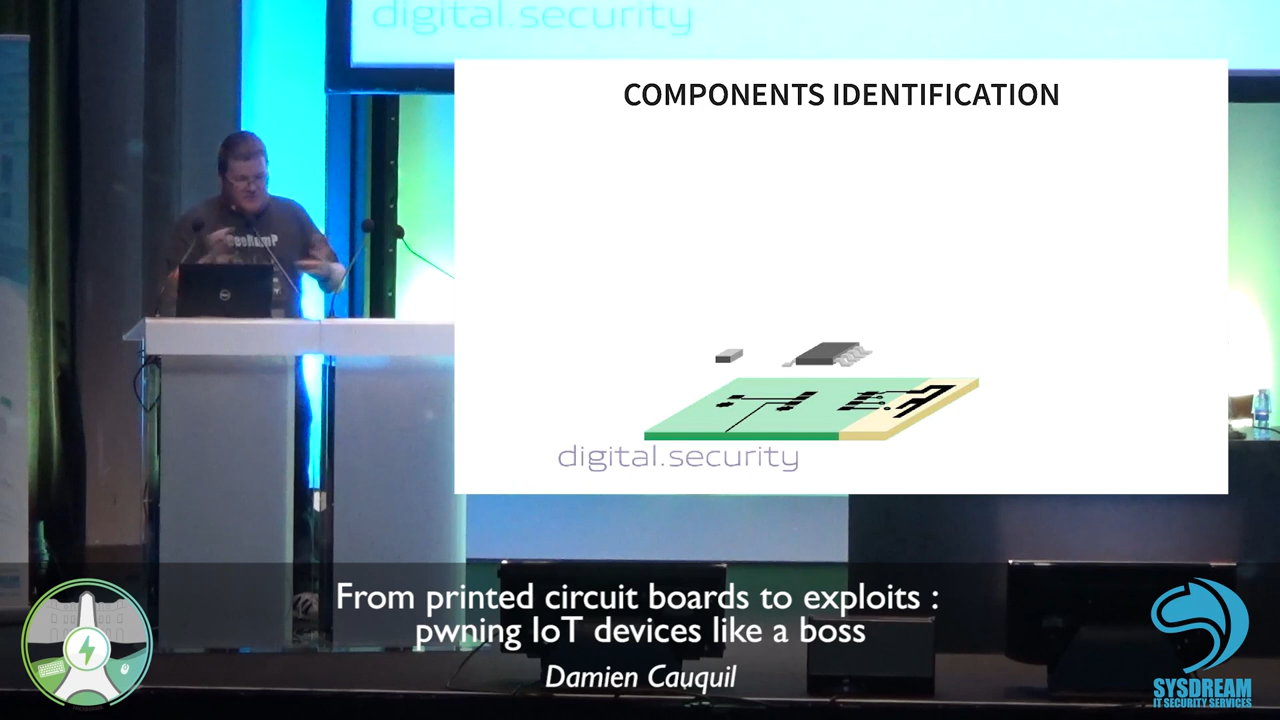 digital.security
COMPONENTS IDENTIFICATION
digital.security
From printed circuit boards to exploits :
pwning IoT devices like a boss
Damien Cauquil
SYSDREAM
IT SECURITY SERVICES